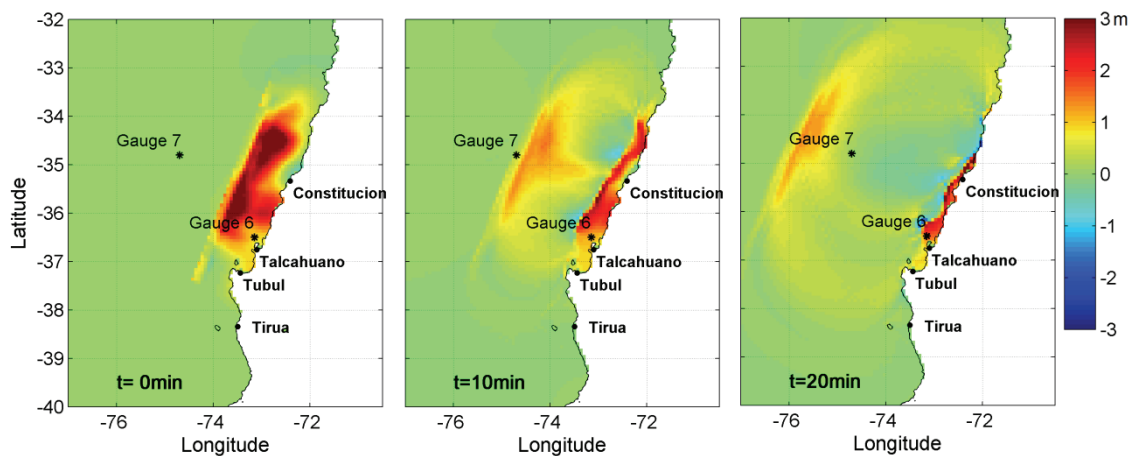 -32
-33
-34
-35
-36
-37
-38
-39
-40
Latitude
Gauge 7
Constitucion
Gauge 6
Talcahuano
Tubul
Tirua
t= 0min
-76
-74
-72
Longitude
Gauge 7
Constitucion
Gauge 6
Talcahuano
Tubul
Tirua
t=10min
-76
-74
-72
Longitude
Gauge 7
Constitucion
Gauge 6
Talcahuano
Tubul
Tirua
t=20min
-76
-74
-72
Longitude
3 m
2
1
0
-1
-2
-3